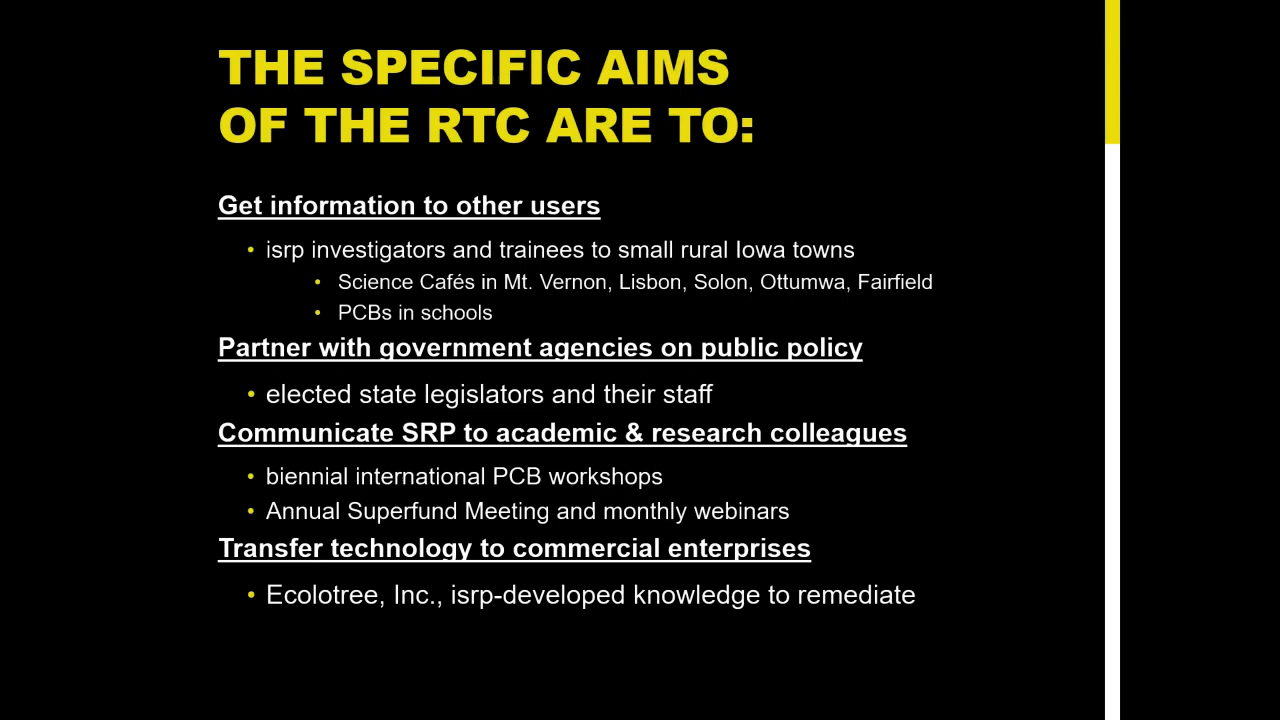 THE SPECIFIC AIMS
OF THE RTC ARE TO:
Get information to other users
• isrp investigators and trainees to small rural Iowa towns
• Science Cafés in Mt. Vernon, Lisbon, Solon, Ottumwa, Fairfield
• PCBs in schools
Partner with government agencies on public policy
• elected state legislators and their staff
Communicate SRP to academic & research colleagues
• biennial international PCB workshops
• Annual Superfund Meeting and monthly webinars
Transfer technology to commercial enterprises
• Ecolotree, Inc., isrp-developed knowledge to remediate